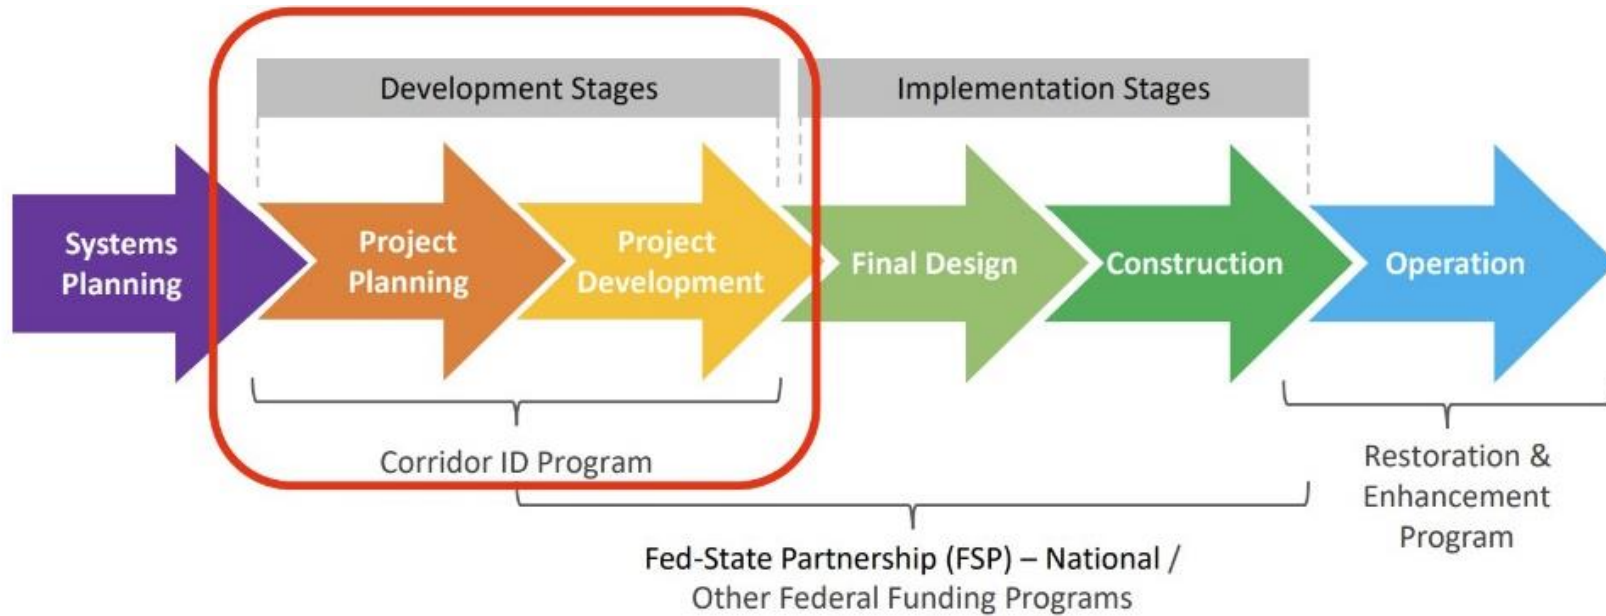 Development Stages
Implementation Stages
Systems
Planning
Project
Planning
Project
Development
Final Design
Construction
Operation
Corridor ID Program
Restoration &
Enhancement
Program
Fed-State Partnership (FSP) – National /
Other Federal Funding Programs